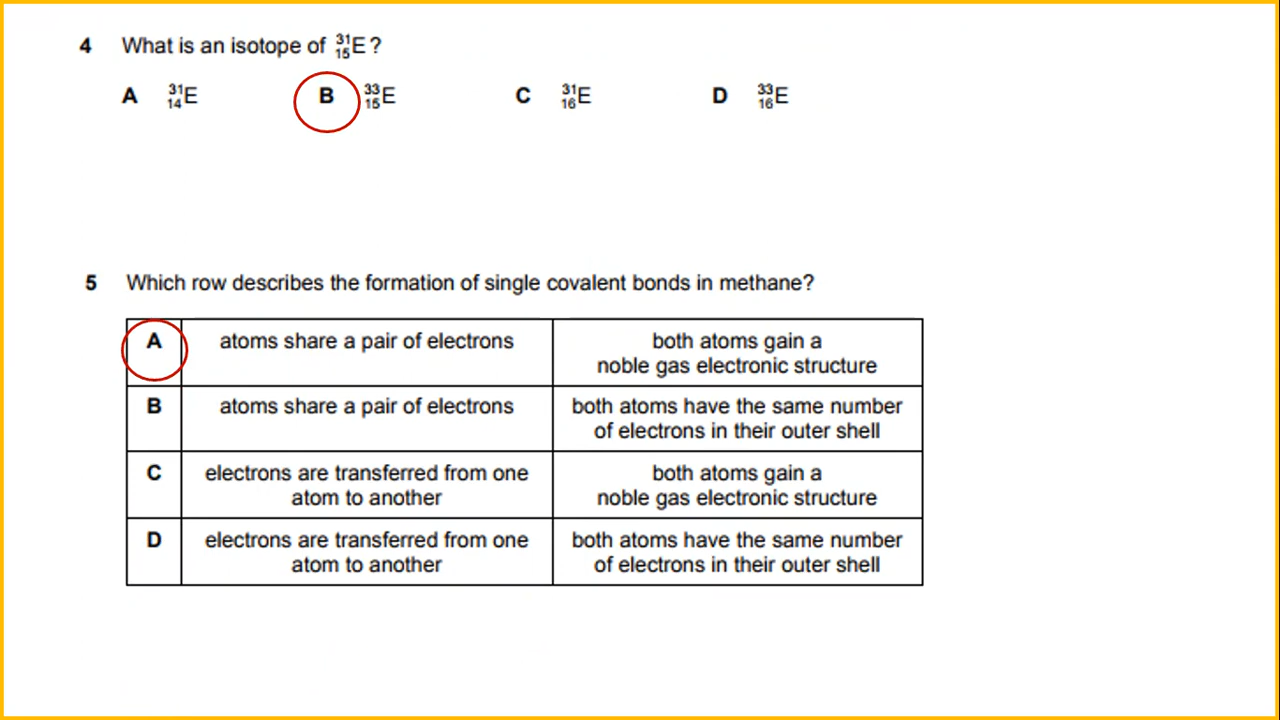 4 What is an isotope of ³¹₁₅E?
A ³¹₁₄E B ³³₁₅E C ³¹₁₆E D ³³₁₆E
5 Which row describes the formation of single covalent bonds in methane?
A atoms share a pair of electrons both atoms gain a
noble gas electronic structure
B atoms share a pair of electrons both atoms have the same number
of electrons in their outer shell
C electrons are transferred from one both atoms gain a
atom to another noble gas electronic structure
D electrons are transferred from one both atoms have the same number
atom to another of electrons in their outer shell